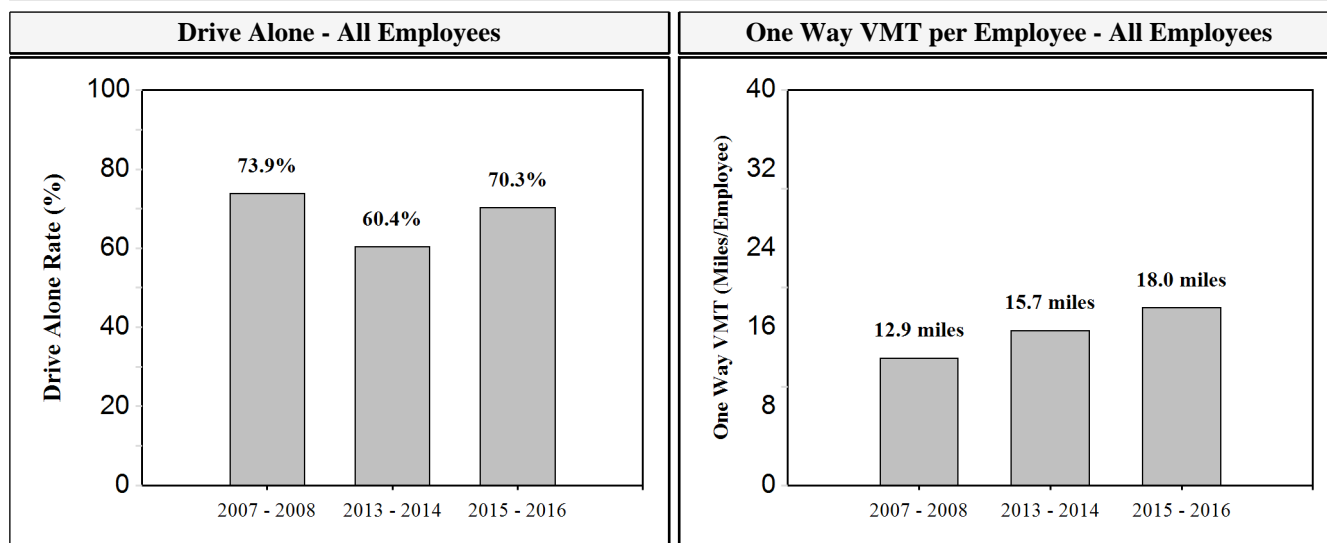 Drive Alone - All Employees
One Way VMT per Employee - All Employees
Drive Alone Rate (%)
100
80
60
40
20
0
73.9%
60.4%
70.3%
2007 - 2008
2013 - 2014
2015 - 2016
One Way VMT (Miles/Employee)
40
32
24
16
8
0
12.9 miles
15.7 miles
18.0 miles
2007 - 2008
2013 - 2014
2015 - 2016